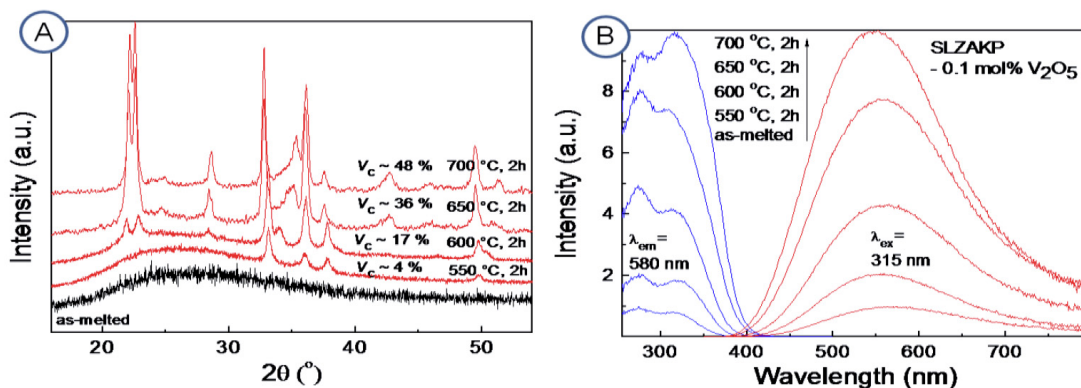 A
Intensity (a.u.)
V_C ~ 48 % 700 °C, 2h
V_C ~ 36 % 650 °C, 2h
V_C ~ 17 % 600 °C, 2h
V_C ~ 4 % 550 °C, 2h
as-melted
20 30 40 50
2θ (°)
B
Intensity (a.u.)
8
6
4
2
700 °C, 2h
650 °C, 2h
600 °C, 2h
550 °C, 2h
as-melted
SLZAKP
- 0.1 mol% V₂O₅
λem=
580 nm
λex=
315 nm
300 400 500 600 700
Wavelength (nm)